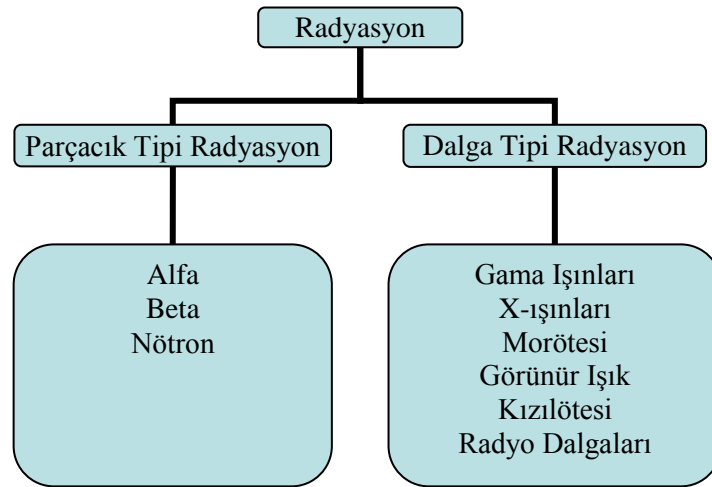 Radyasyon
Parçacık Tipi Radyasyon
Dalga Tipi Radyasyon
Alfa
Beta
Nötron
Gama Işınları
X-ışınları
Morötesi
Görünür Işık
Kızılötesi
Radyo Dalgaları